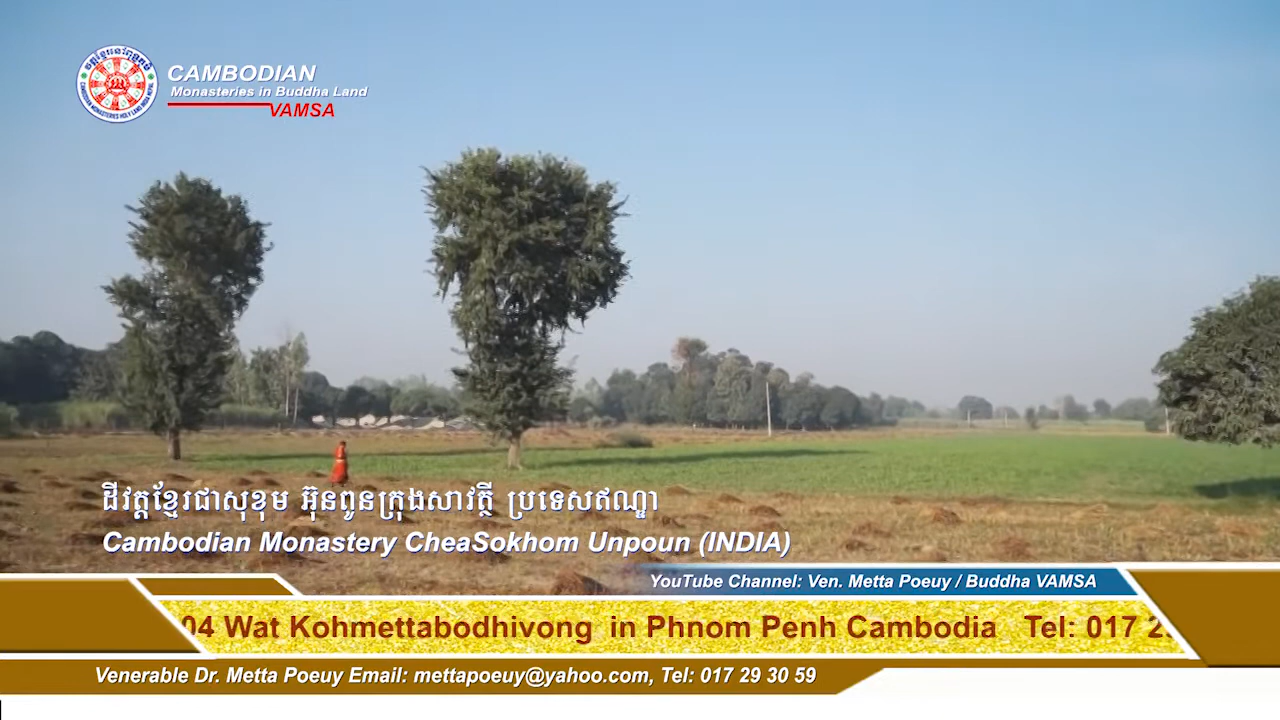 CAMBODIAN
Monasteries in Buddha Land
VAMSA
ដីវត្តខ្មែរជាសុខុម អ៊ុនពូនក្រុងសាវត្ថី ប្រទេសឥណ្ឌា
Cambodian Monastery CheaSokhom Unpoun (INDIA)
YouTube Channel: Ven. Metta Poeuy / Buddha VAMSA
04 Wat Kohmettabodhivong in Phnom Penh Cambodia Tel: 017
Venerable Dr. Metta Poeuy Email: mettapoeuy@yahoo.com, Tel: 017 29 30 59